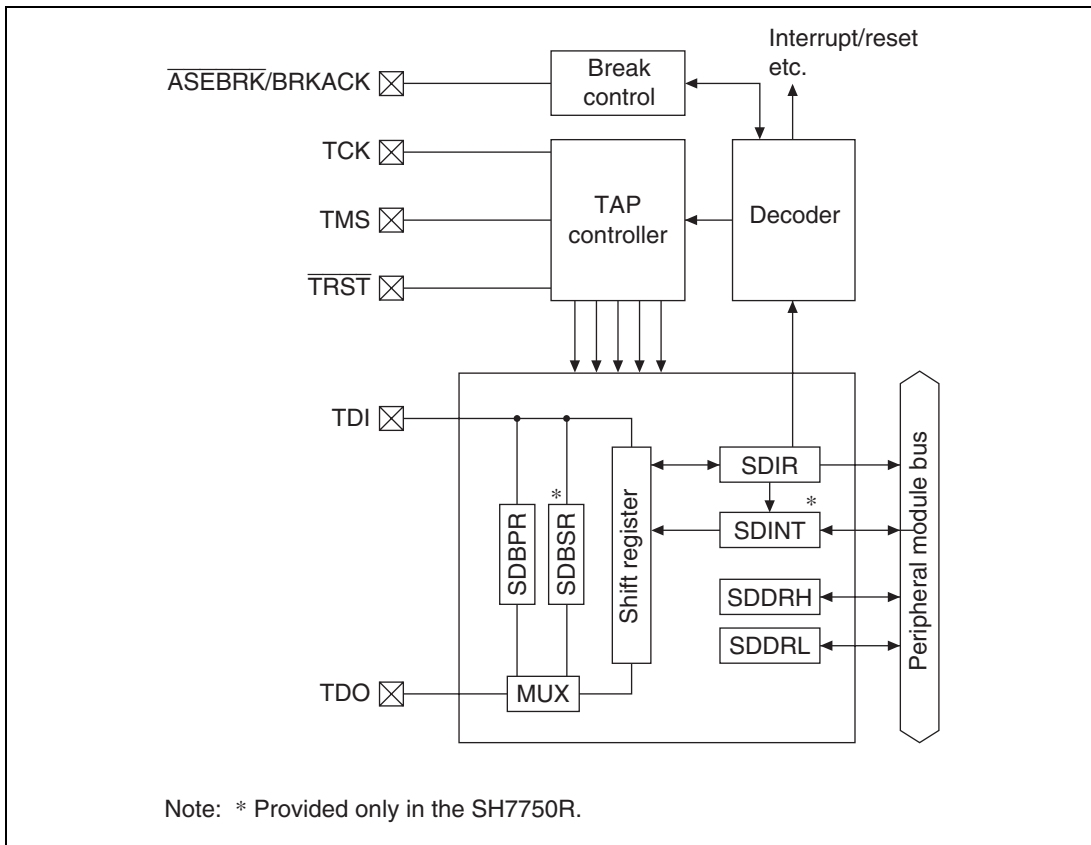 Interrupt/reset
etc.
ASEBRK/BRKACK
Break
control
TCK
TMS
TRST
TAP
controller
Decoder
TDI
TDO
SDBPR
*
SDBSR
Shift register
MUX
SDIR
*
SDINT
SDDRH
SDDRL
Peripheral module bus
Note: * Provided only in the SH7750R.